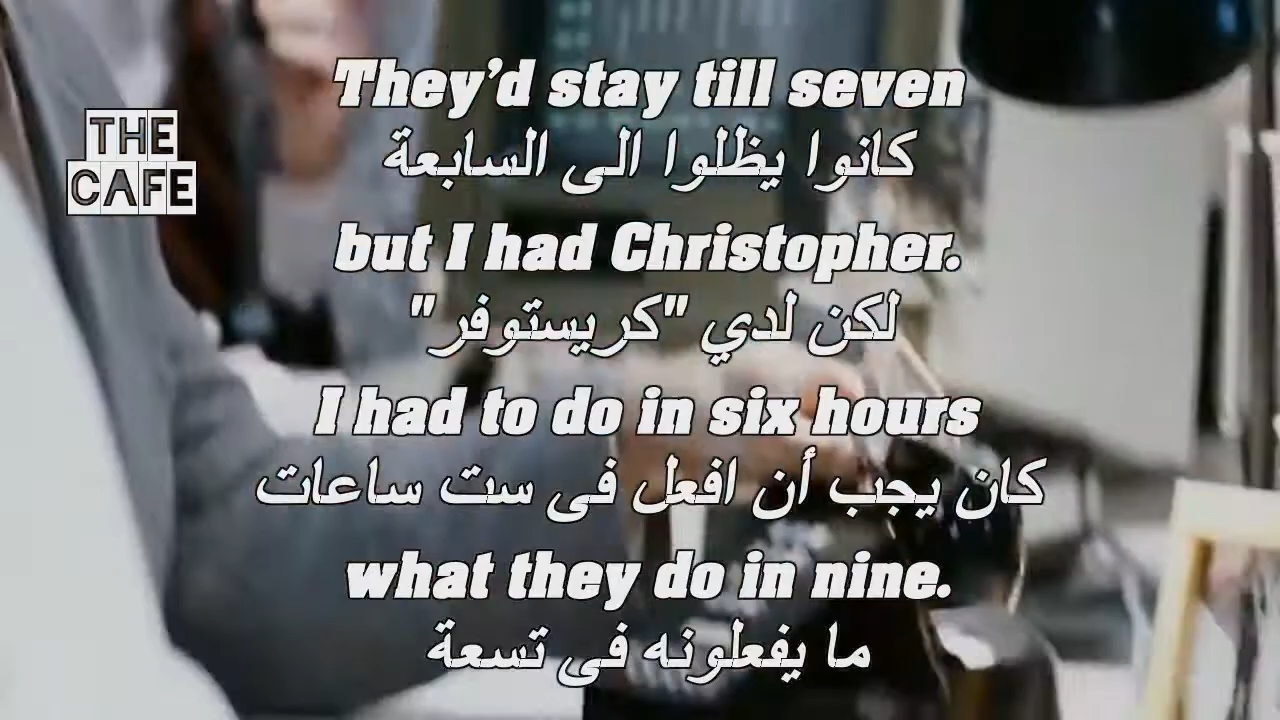 THE
CAFE
They'd stay till seven
كانوا يظلوا الى السابعة
but I had Christopher.
لكن لدي "كريستوفر"
I had to do in six hours
كان يجب أن افعل فى ست ساعات
what they do in nine.
ما يفعلونه فى تسعة